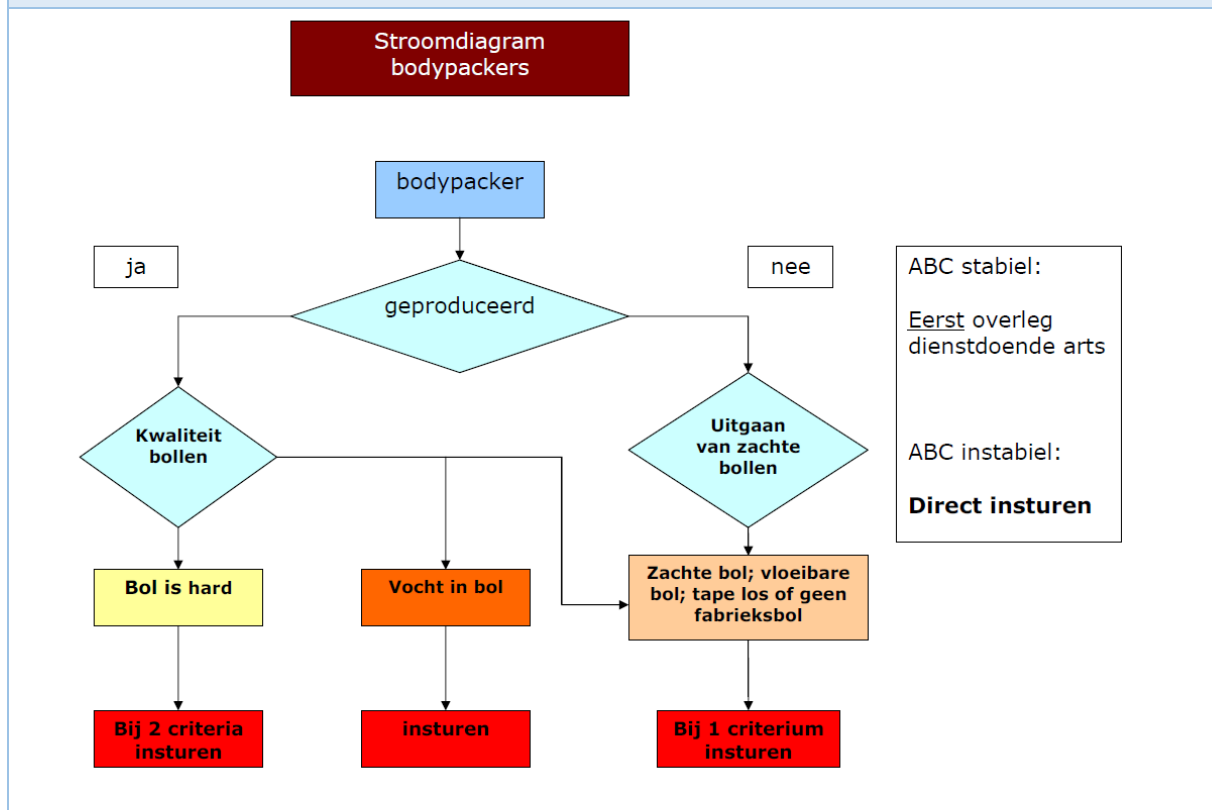 Stroomdiagram
bodypackers
bodypacker
ja
nee
geproduceerd
ABC stabiel:
Eerst overleg
dienstdoende arts
ABC instabiel:
Direct insturen
Kwaliteit
bollen
Uitgaan
van zachte
bollen
Bol is hard
Vocht in bol
Zachte bol; vloeibare
bol; tape los of geen
fabrieksbol
Bij 2 criteria
insturen
insturen
Bij 1 criterium
insturen